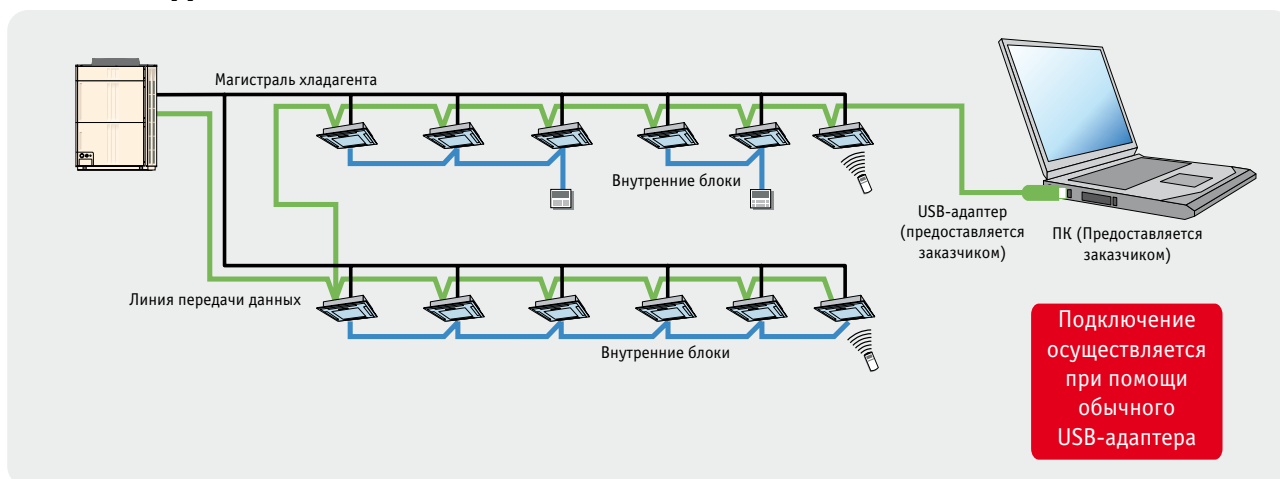 Магистраль хладагента
Внутренние блоки
USB-адаптер
(предоставляется
заказчиком)
ПК (Предоставляется
заказчиком)
Линия передачи данных
Внутренние блоки
Подключение
осуществляется
при помощи
обычного
USB-адаптера